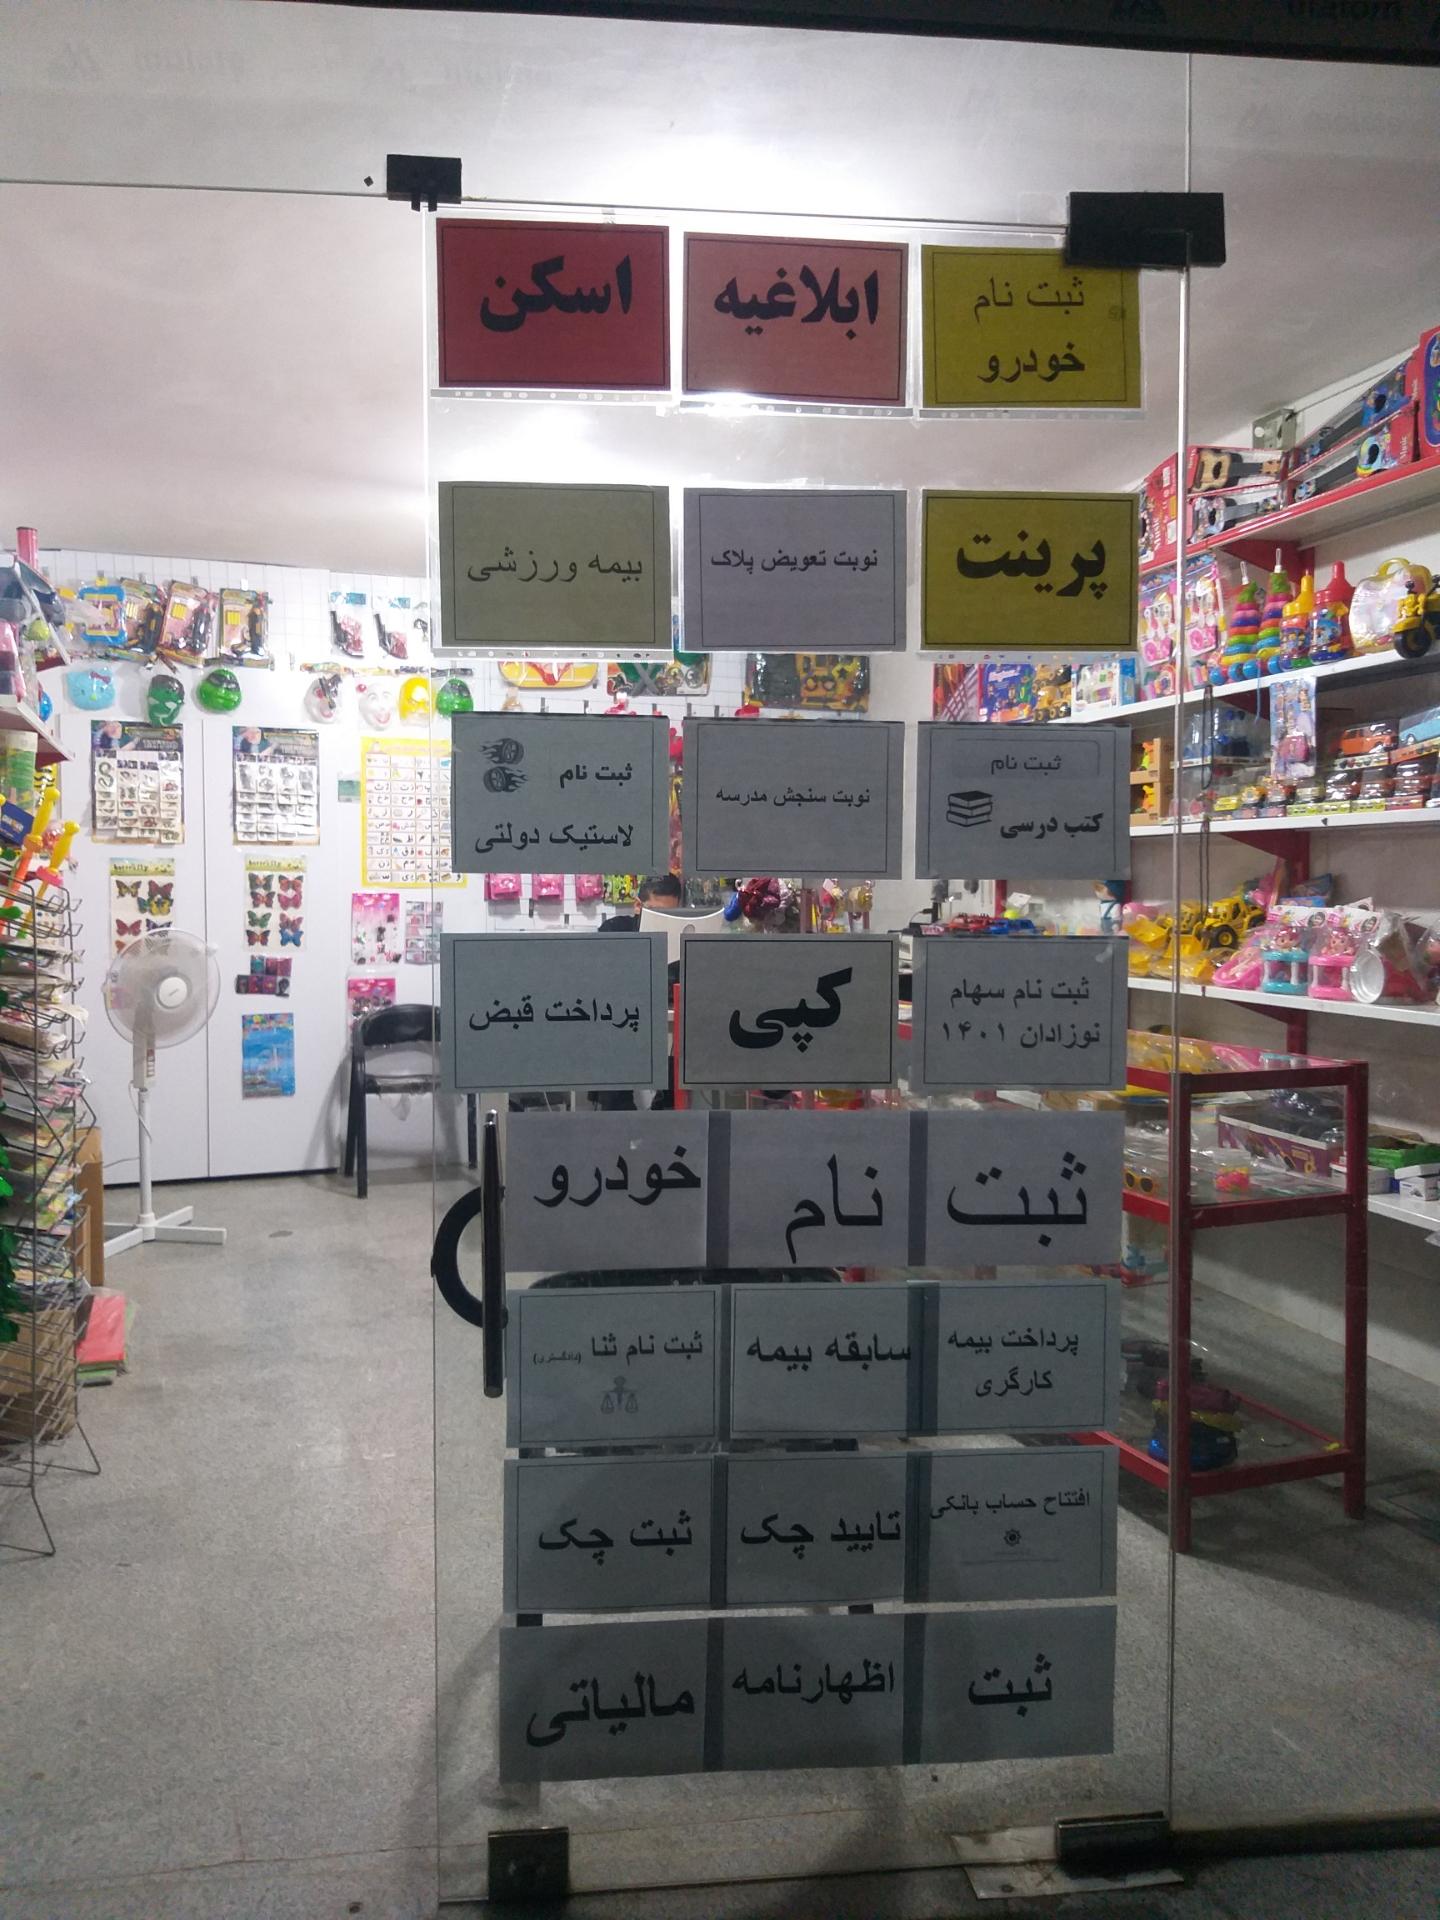 ثبت نام
خودرو
ابلاغیه
اسکن
پرینت
نوبت تعویض پلاک
بیمه ورزشی
ثبت نام
کتب درسی
نوبت سنجش مدرسه
ثبت نام
لاستیک دولتی
ثبت نام سهام
نوزادان ۱۴۰۱
کپی
پرداخت قبض
ثبت نام خودرو
پرداخت بیمه
کارگری
سابقه بیمه
ثبت نام ثنا (دادگستری)
افتتاح حساب بانکی
تایید چک
ثبت چک
ثبت اظهارنامه مالیاتی